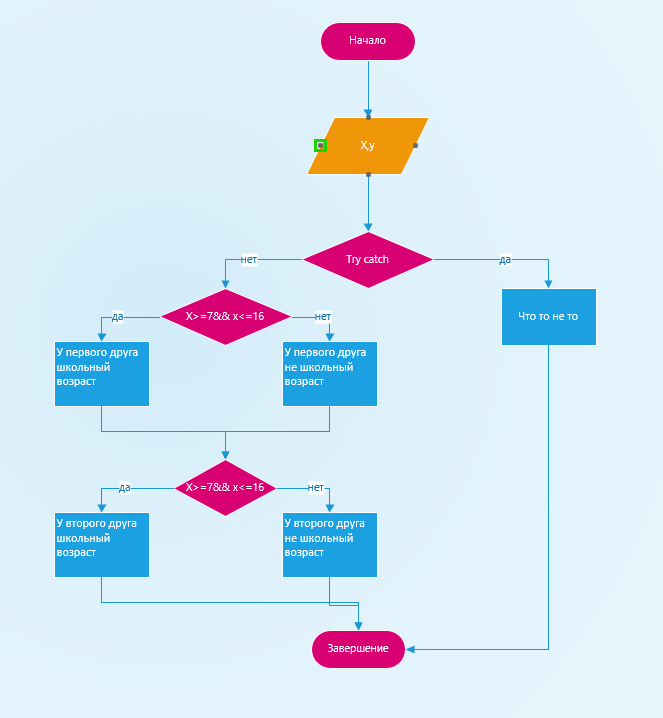 Начало
X,y
Try catch
нет
да
X>=7&& x<=16
да
нет
Что то не то
У первого друга
школьный
возраст
У первого друга
не школьный
возраст
X>=7&& x<=16
да
нет
У второго друга
школьный
возраст
У второго друга
не школьный
возраст
Завершение